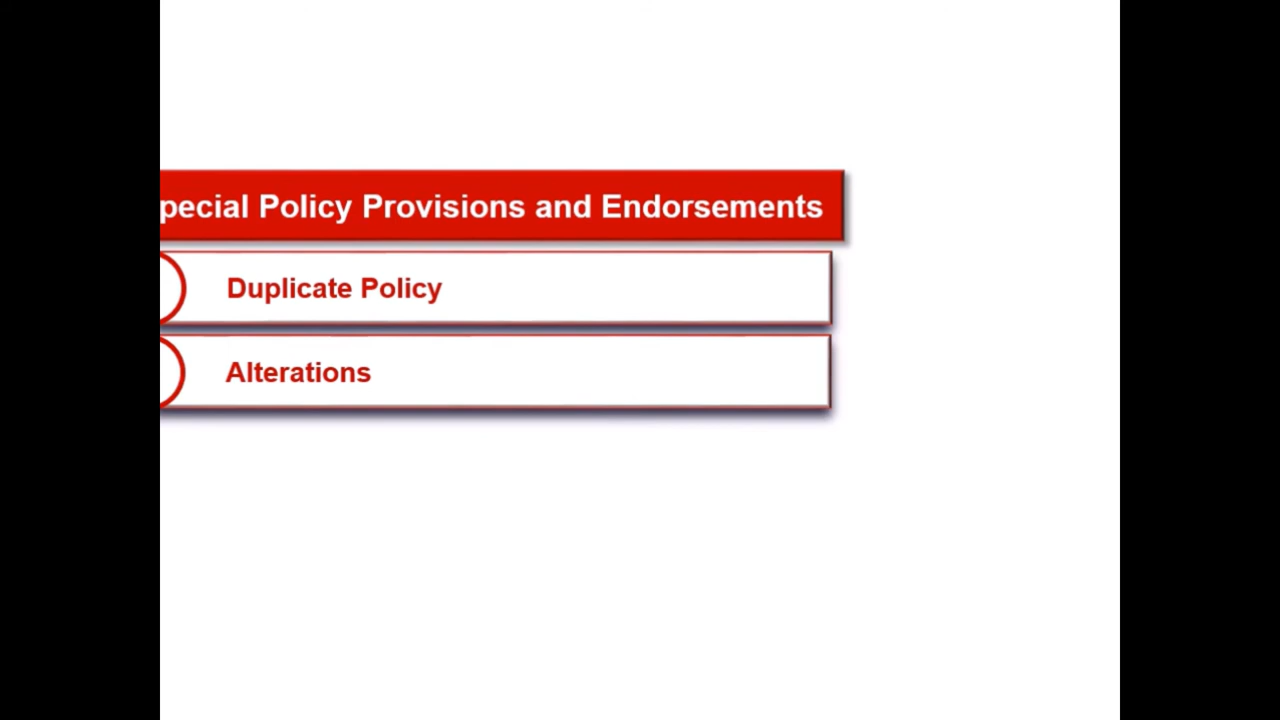 pecial Policy Provisions and Endorsements
Duplicate Policy
Alterations